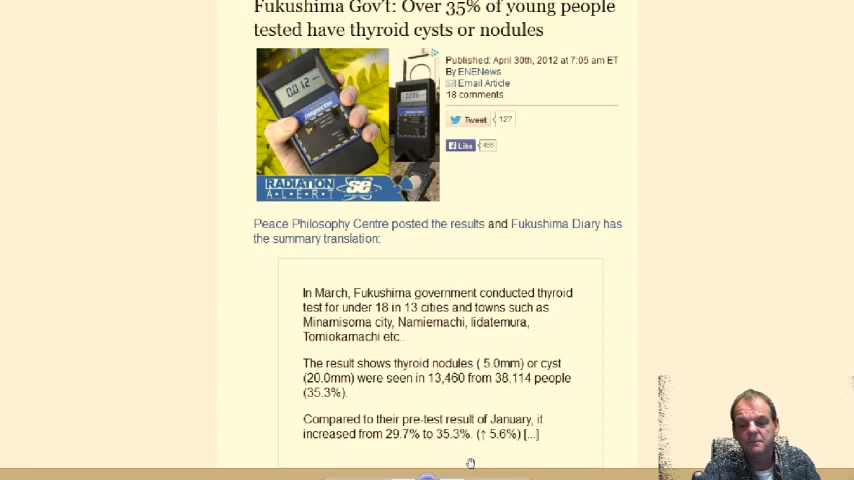 Fukushima Gov't: Over 35% of young people
tested have thyroid cysts or nodules
Published: April 30th, 2012 at 7:05 am ET
By ENENews
Email Article
18 comments
Tweet 127
Like
0.012
Inspector
RADIATION
A·L·E·R·T
se
Peace Philosophy Centre posted the results and Fukushima Diary has
the summary translation:
In March, Fukushima government conducted thyroid
test for under 18 in 13 cities and towns such as
Minamisoma city, Namiemachi, Iidatemura,
Tomiokamachi etc..
The result shows thyroid nodules ( 5.0mm) or cyst
(20.0mm) were seen in 13,460 from 38,114 people
(35.3%).
Compared to their pre-test result of January, it
increased from 29.7% to 35.3%. (↑ 5.6%) [...]